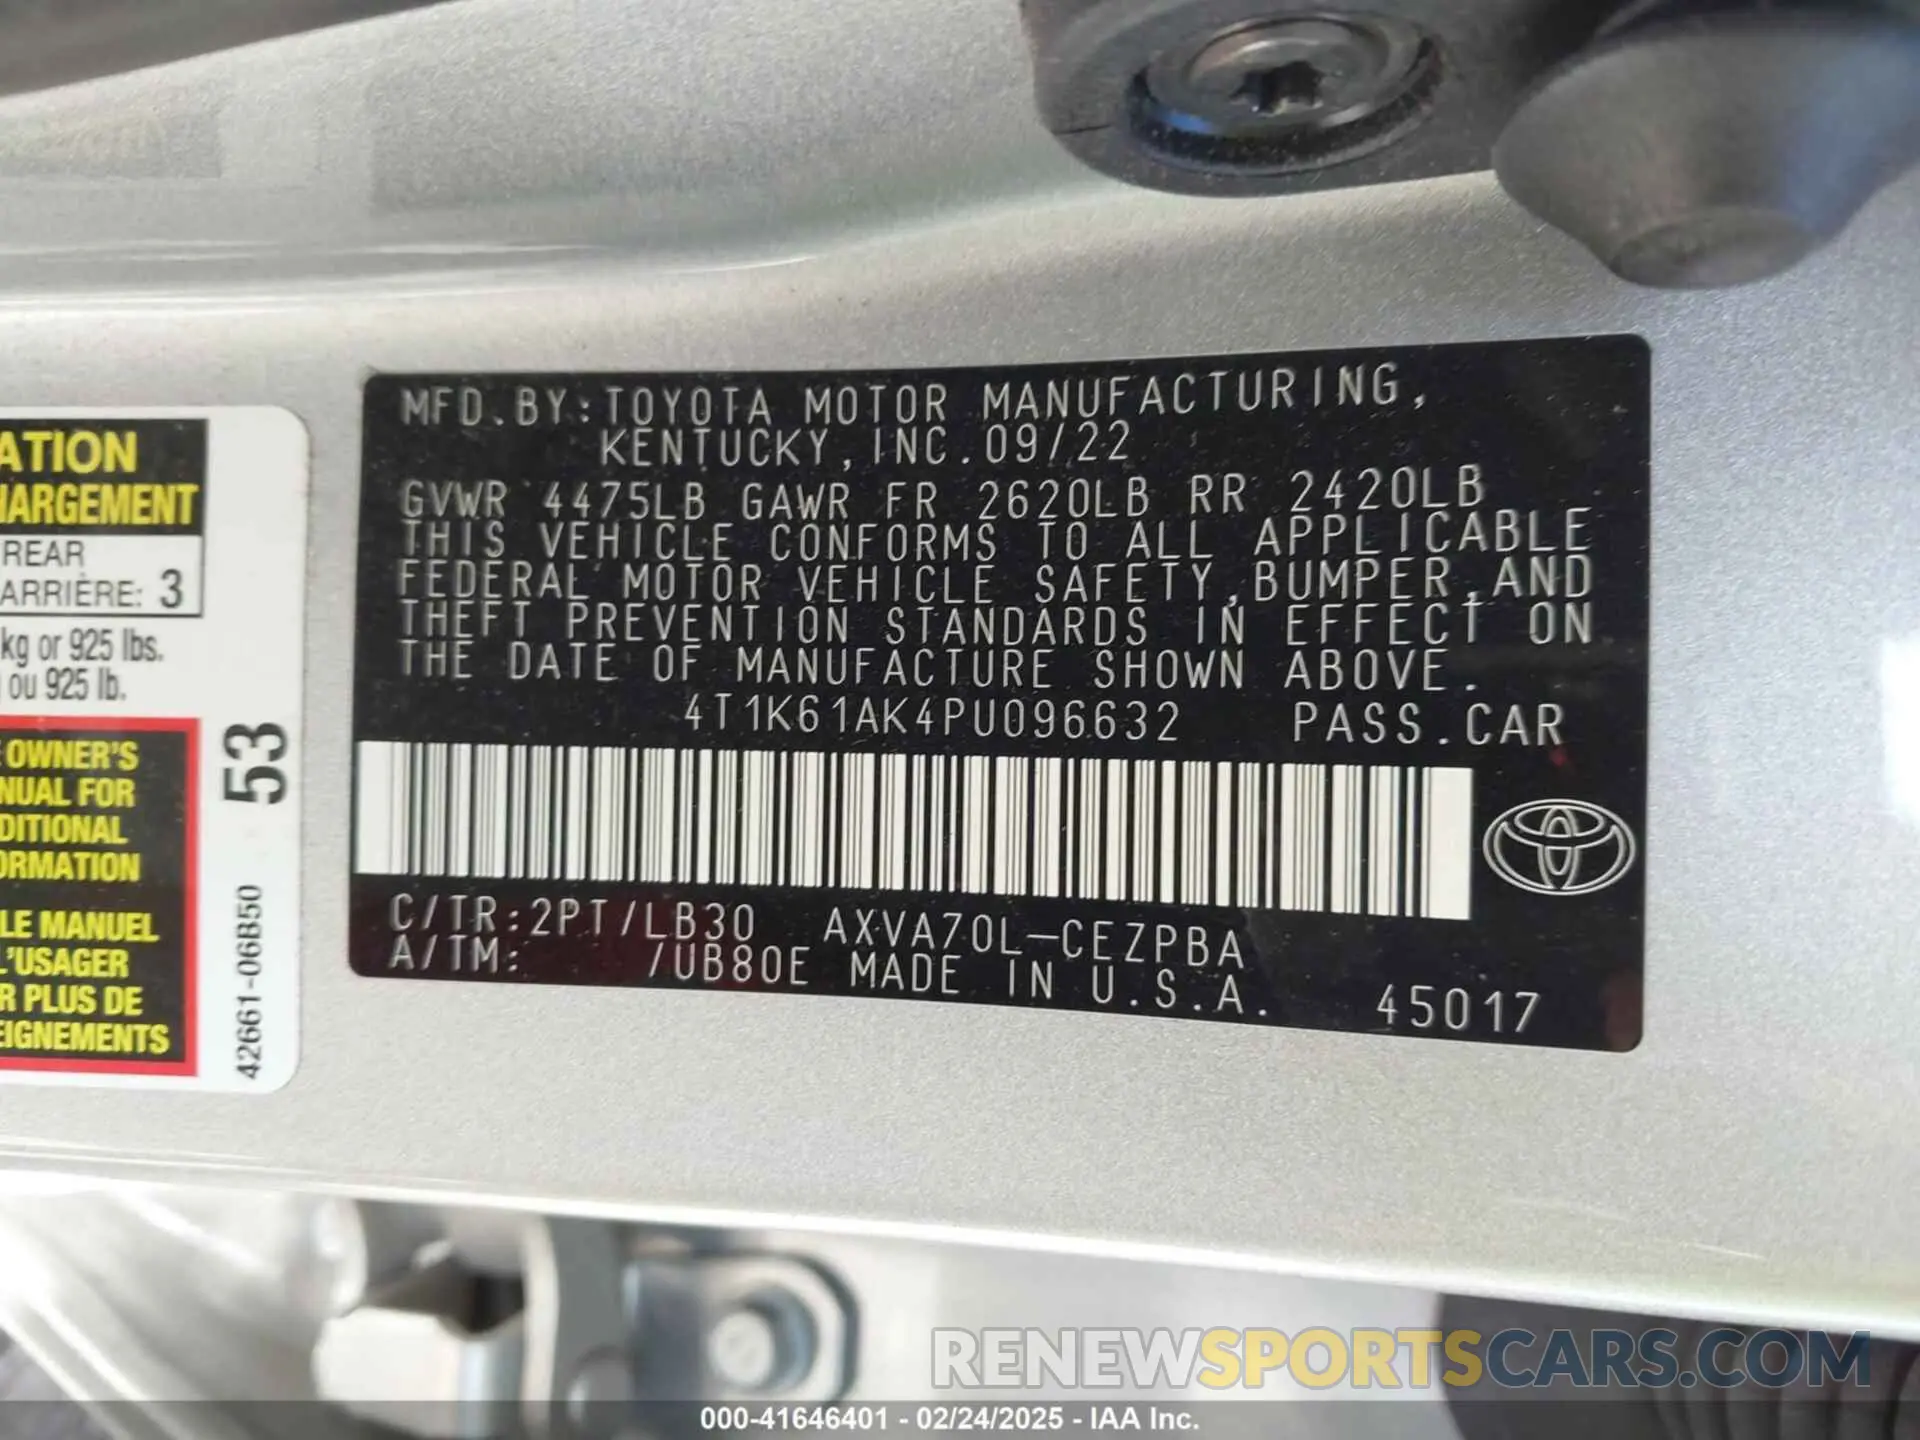 ATION
HARGEMENT
REAR
ARRIÈRE: 3
kg or 925 lbs.
ou 925 lb.
OWNER'S
NUAL FOR
DITIONAL
ORMATION
LE MANUEL
L'USAGER
R PLUS DE
EIGNEMENTS
53
42661-06B50
MFD.BY:TOYOTA MOTOR MANUFACTURING,
KENTUCKY,INC.09/22
GVWR 4475LB GAWR FR 2620LB RR 2420LB
THIS VEHICLE CONFORMS TO ALL APPLICABLE
FEDERAL MOTOR VEHICLE SAFETY,BUMPER,AND
THEFT PREVENTION STANDARDS IN EFFECT ON
THE DATE OF MANUFACTURE SHOWN ABOVE.
4T1K61AK4PU096632 PASS.CAR
C/TR:2PT/LB30 AXVA70L-CEZPBA
A/TM: /UB80E MADE IN U.S.A. 45017
RENEWSPORTSCARS.COM
000-41646401 - 02/24/2025 - IAA Inc.